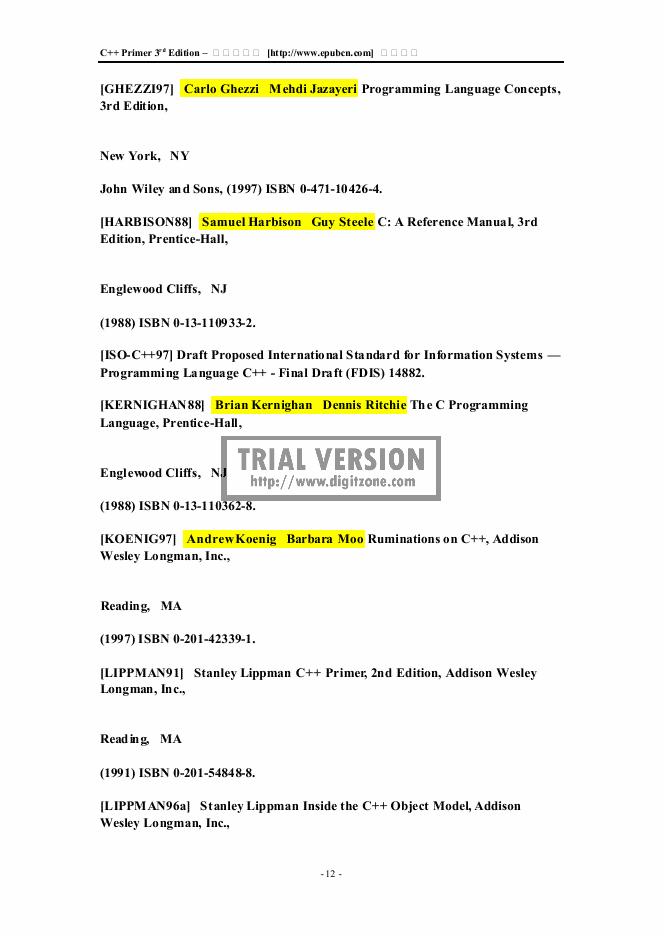 C++ Primer 3rd Edition – □ □ □ □ □ [http://www.epubcn.com] □ □ □ □
[GHEZZI97] Carlo Ghezzi Mehdi Jazayeri Programming Language Concepts,
3rd Edition,
New York, NY
John Wiley and Sons, (1997) ISBN 0-471-10426-4.
[HARBISON88] Samuel Harbison Guy Steele C: A Reference Manual, 3rd
Edition, Prentice-Hall,
Englewood Cliffs, NJ
(1988) ISBN 0-13-110933-2.
[ISO-C++97] Draft Proposed International Standard for Information Systems —
Programming Language C++ - Final Draft (FDIS) 14882.
[KERNIGHAN88] Brian Kernighan Dennis Ritchie The C Programming
Language, Prentice-Hall,
TRIAL VERSION
Englewood Cliffs, NJ
http://www.digitzone.com
(1988) ISBN 0-13-110362-8.
[KOENIG97] Andrew Koenig Barbara Moo Ruminations on C++, Addison
Wesley Longman, Inc.,
Reading, MA
(1997) ISBN 0-201-42339-1.
[LIPPMAN91] Stanley Lippman C++ Primer, 2nd Edition, Addison Wesley
Longman, Inc.,
Reading, MA
(1991) ISBN 0-201-54848-8.
[LIPPMAN96a] Stanley Lippman Inside the C++ Object Model, Addison
Wesley Longman, Inc.,
- 12 -